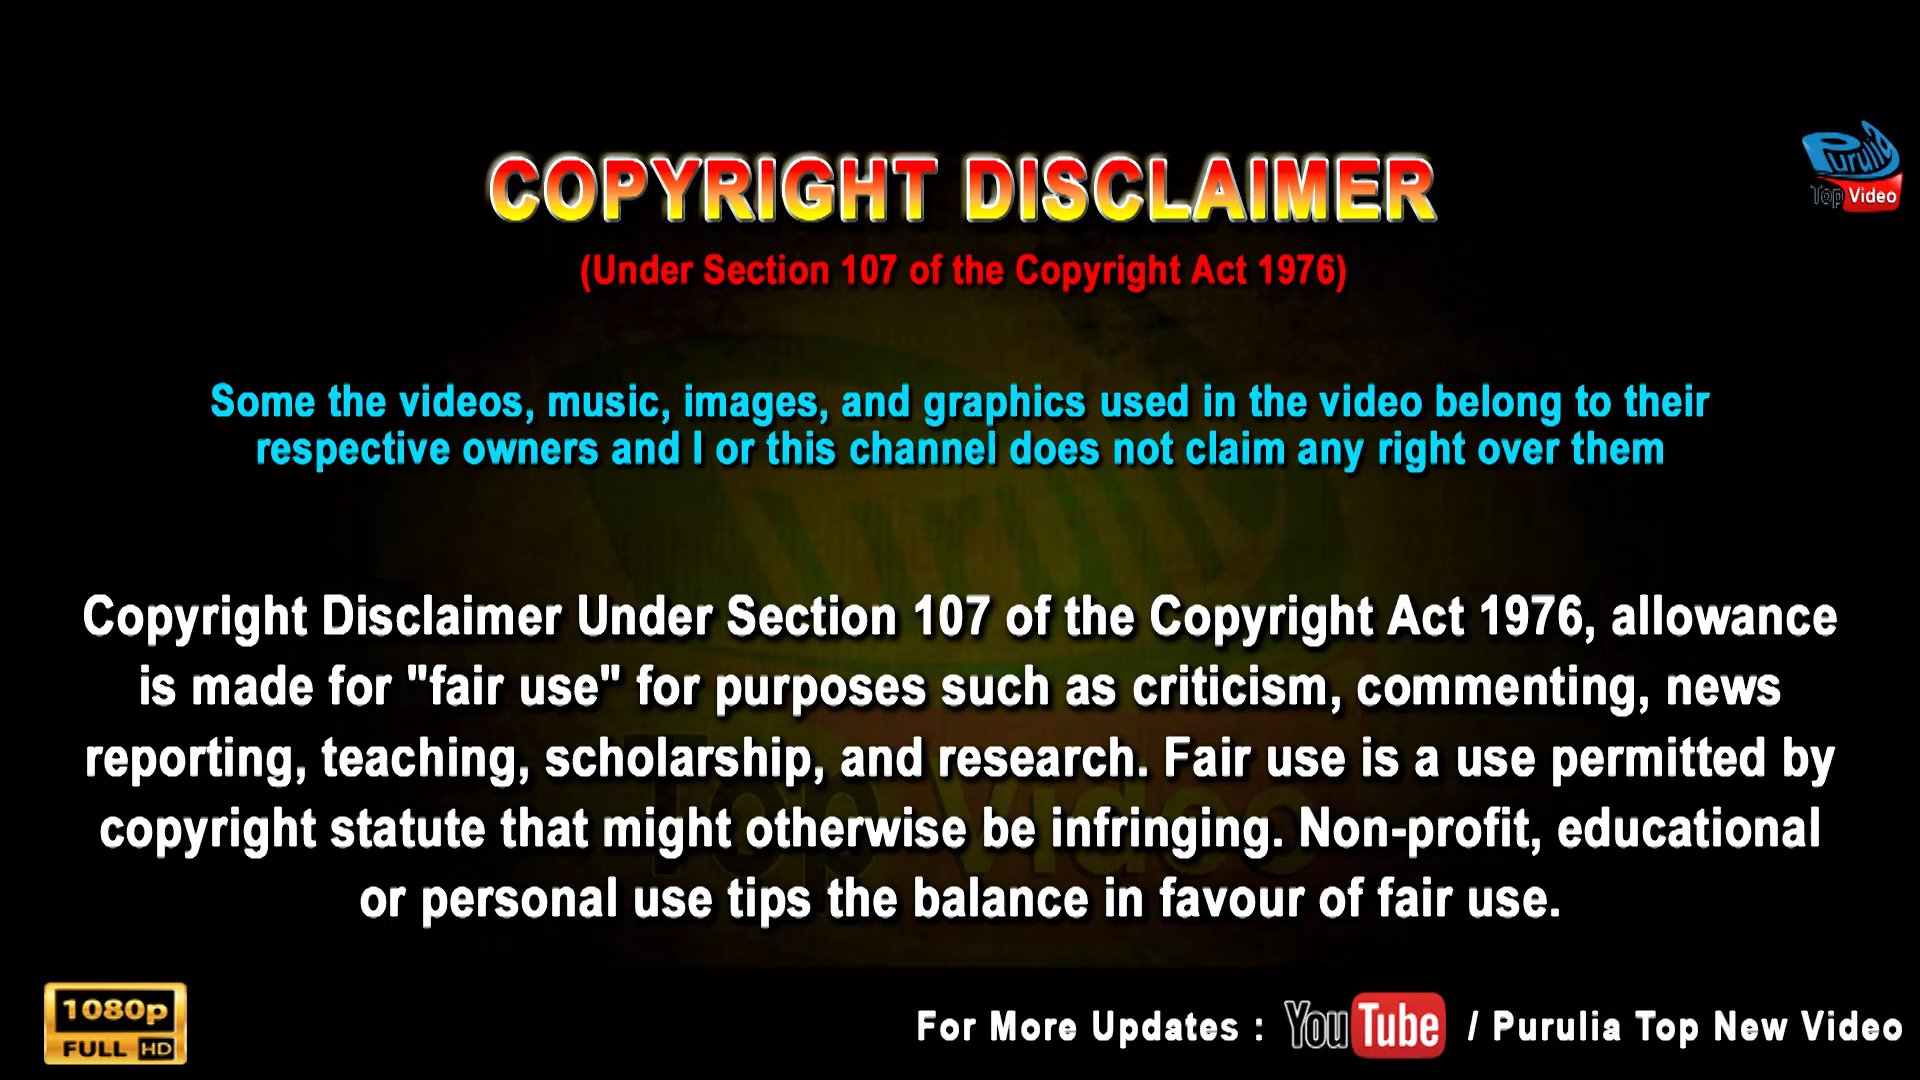 COPYRIGHT DISCLAIMER
Purulia
Top Video
(Under Section 107 of the Copyright Act 1976)
Some the videos, music, images, and graphics used in the video belong to their
respective owners and I or this channel does not claim any right over them
Copyright Disclaimer Under Section 107 of the Copyright Act 1976, allowance
is made for "fair use" for purposes such as criticism, commenting, news
reporting, teaching, scholarship, and research. Fair use is a use permitted by
copyright statute that might otherwise be infringing. Non-profit, educational
or personal use tips the balance in favour of fair use.
Purulia
Top Video
1080p
FULL HD
For More Updates : YouTube / Purulia Top New Video